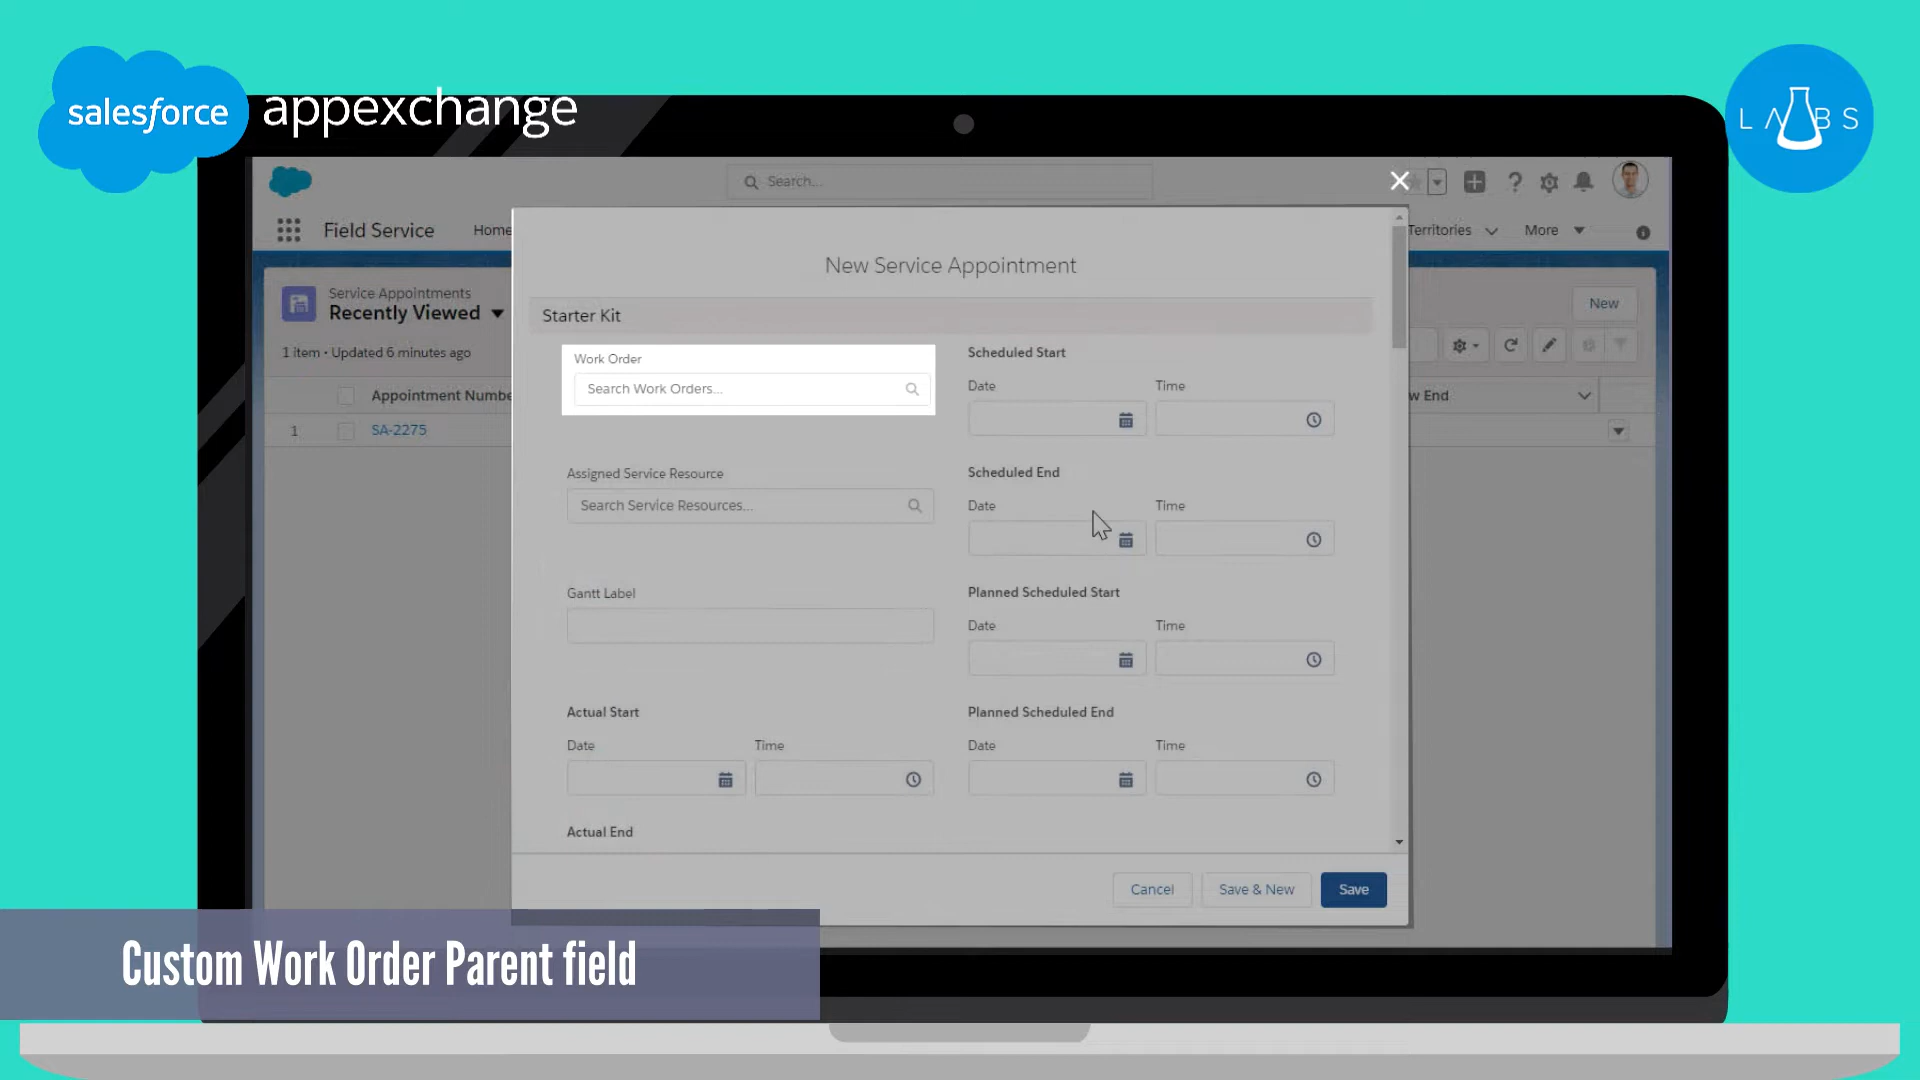 salesforce appexchange
LABS
Search...
Field Service
Home
Territories
More
Service Appointments
Recently Viewed
New
1 item • Updated 6 minutes ago
Appointment Numbe
w End
1
SA-2275
New Service Appointment
Starter Kit
Work Order
Search Work Orders...
Scheduled Start
Date
Time
Assigned Service Resource
Search Service Resources...
Scheduled End
Date
Time
Gantt Label
Planned Scheduled Start
Date
Time
Actual Start
Date
Time
Planned Scheduled End
Date
Time
Actual End
Cancel
Save & New
Save
Custom Work Order Parent field